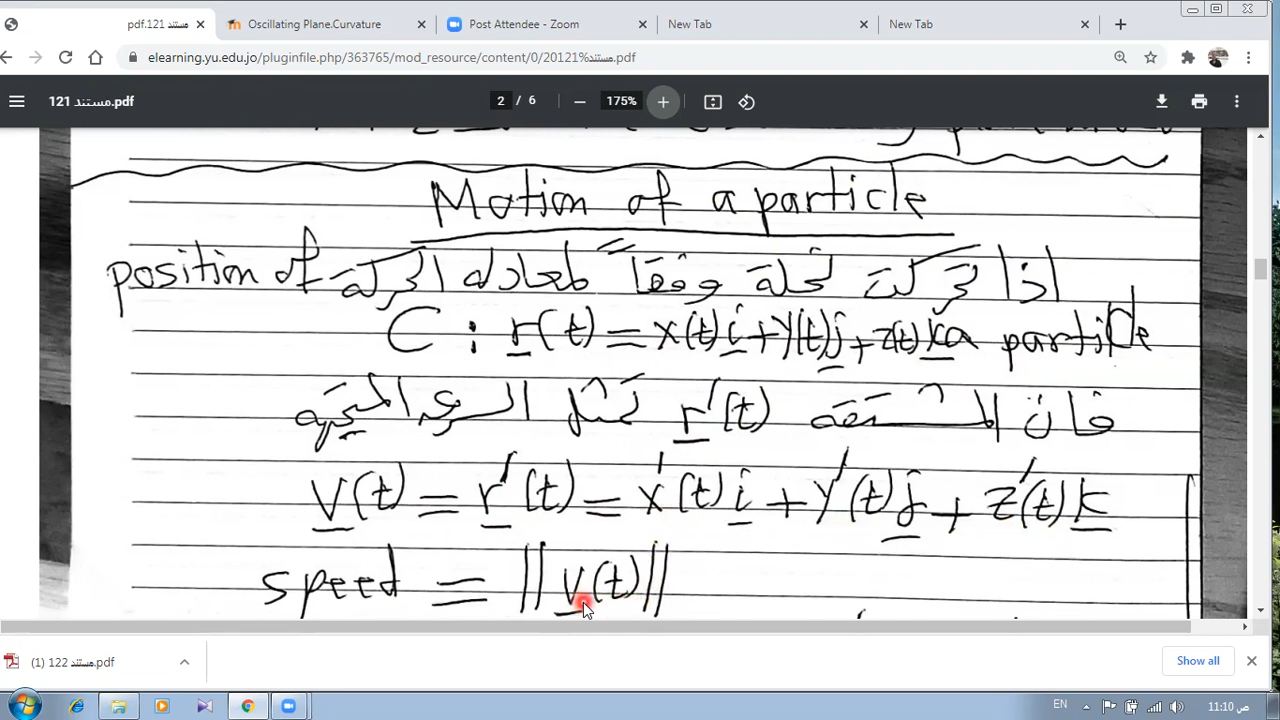 مستند 121.pdf
Oscillating Plane.Curvature
Post Attendee - Zoom
New Tab
New Tab
elearning.yu.edu.jo/pluginfile.php/363765/mod_resource/content/0/20121%مستند.pdf
مستند 121.pdf
2 / 6
175%
Motion of a particle
اذا تحركت نحلة وفقاً لمعادلة الحركة position of
C : r(t) = x(t)i + y(t)j + z(t)k a particle
فان المشتقة r'(t) تمثل السرعة المتجهة
V(t) = r'(t) = x'(t)i + y'(t)j + z'(t)k
speed = ||V(t)||
مستند 122 (1).pdf
Show all
EN
11:10 ص